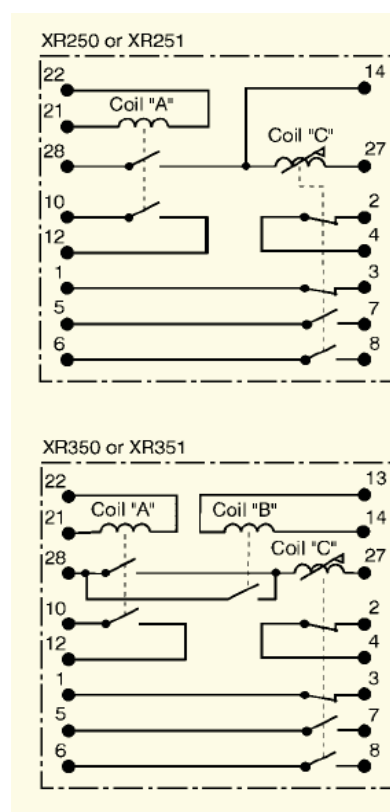 XR250 or XR251
22 14
21 Coil "A"
Coil "C"
28 27
10 2
12 4
1 3
5 7
6 8
XR350 or XR351
22 13
21 Coil "A" Coil "B" 14
28 Coil "C" 27
10 2
12 4
1 3
5 7
6 8